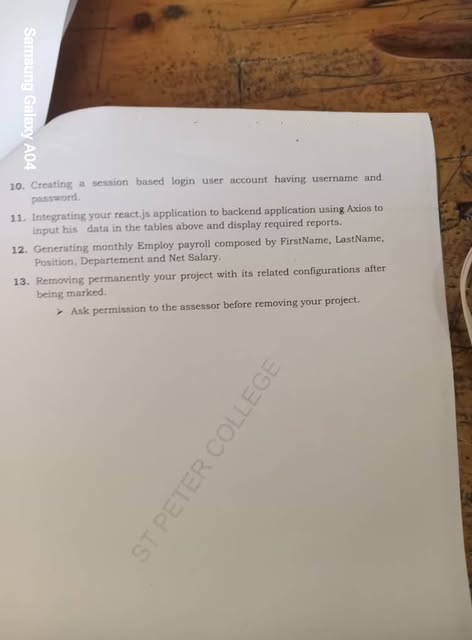 Samsung Galaxy A04
10. Creating a session based login user account having username and
password.
11. Integrating your react.js application to backend application using Axios to
input his data in the tables above and display required reports.
12. Generating monthly Employ payroll composed by FirstName, LastName,
Position, Departement and Net Salary.
13. Removing permanently your project with its related configurations after
being marked.
➤ Ask permission to the assessor before removing your project.
ST PETER COLLEGE